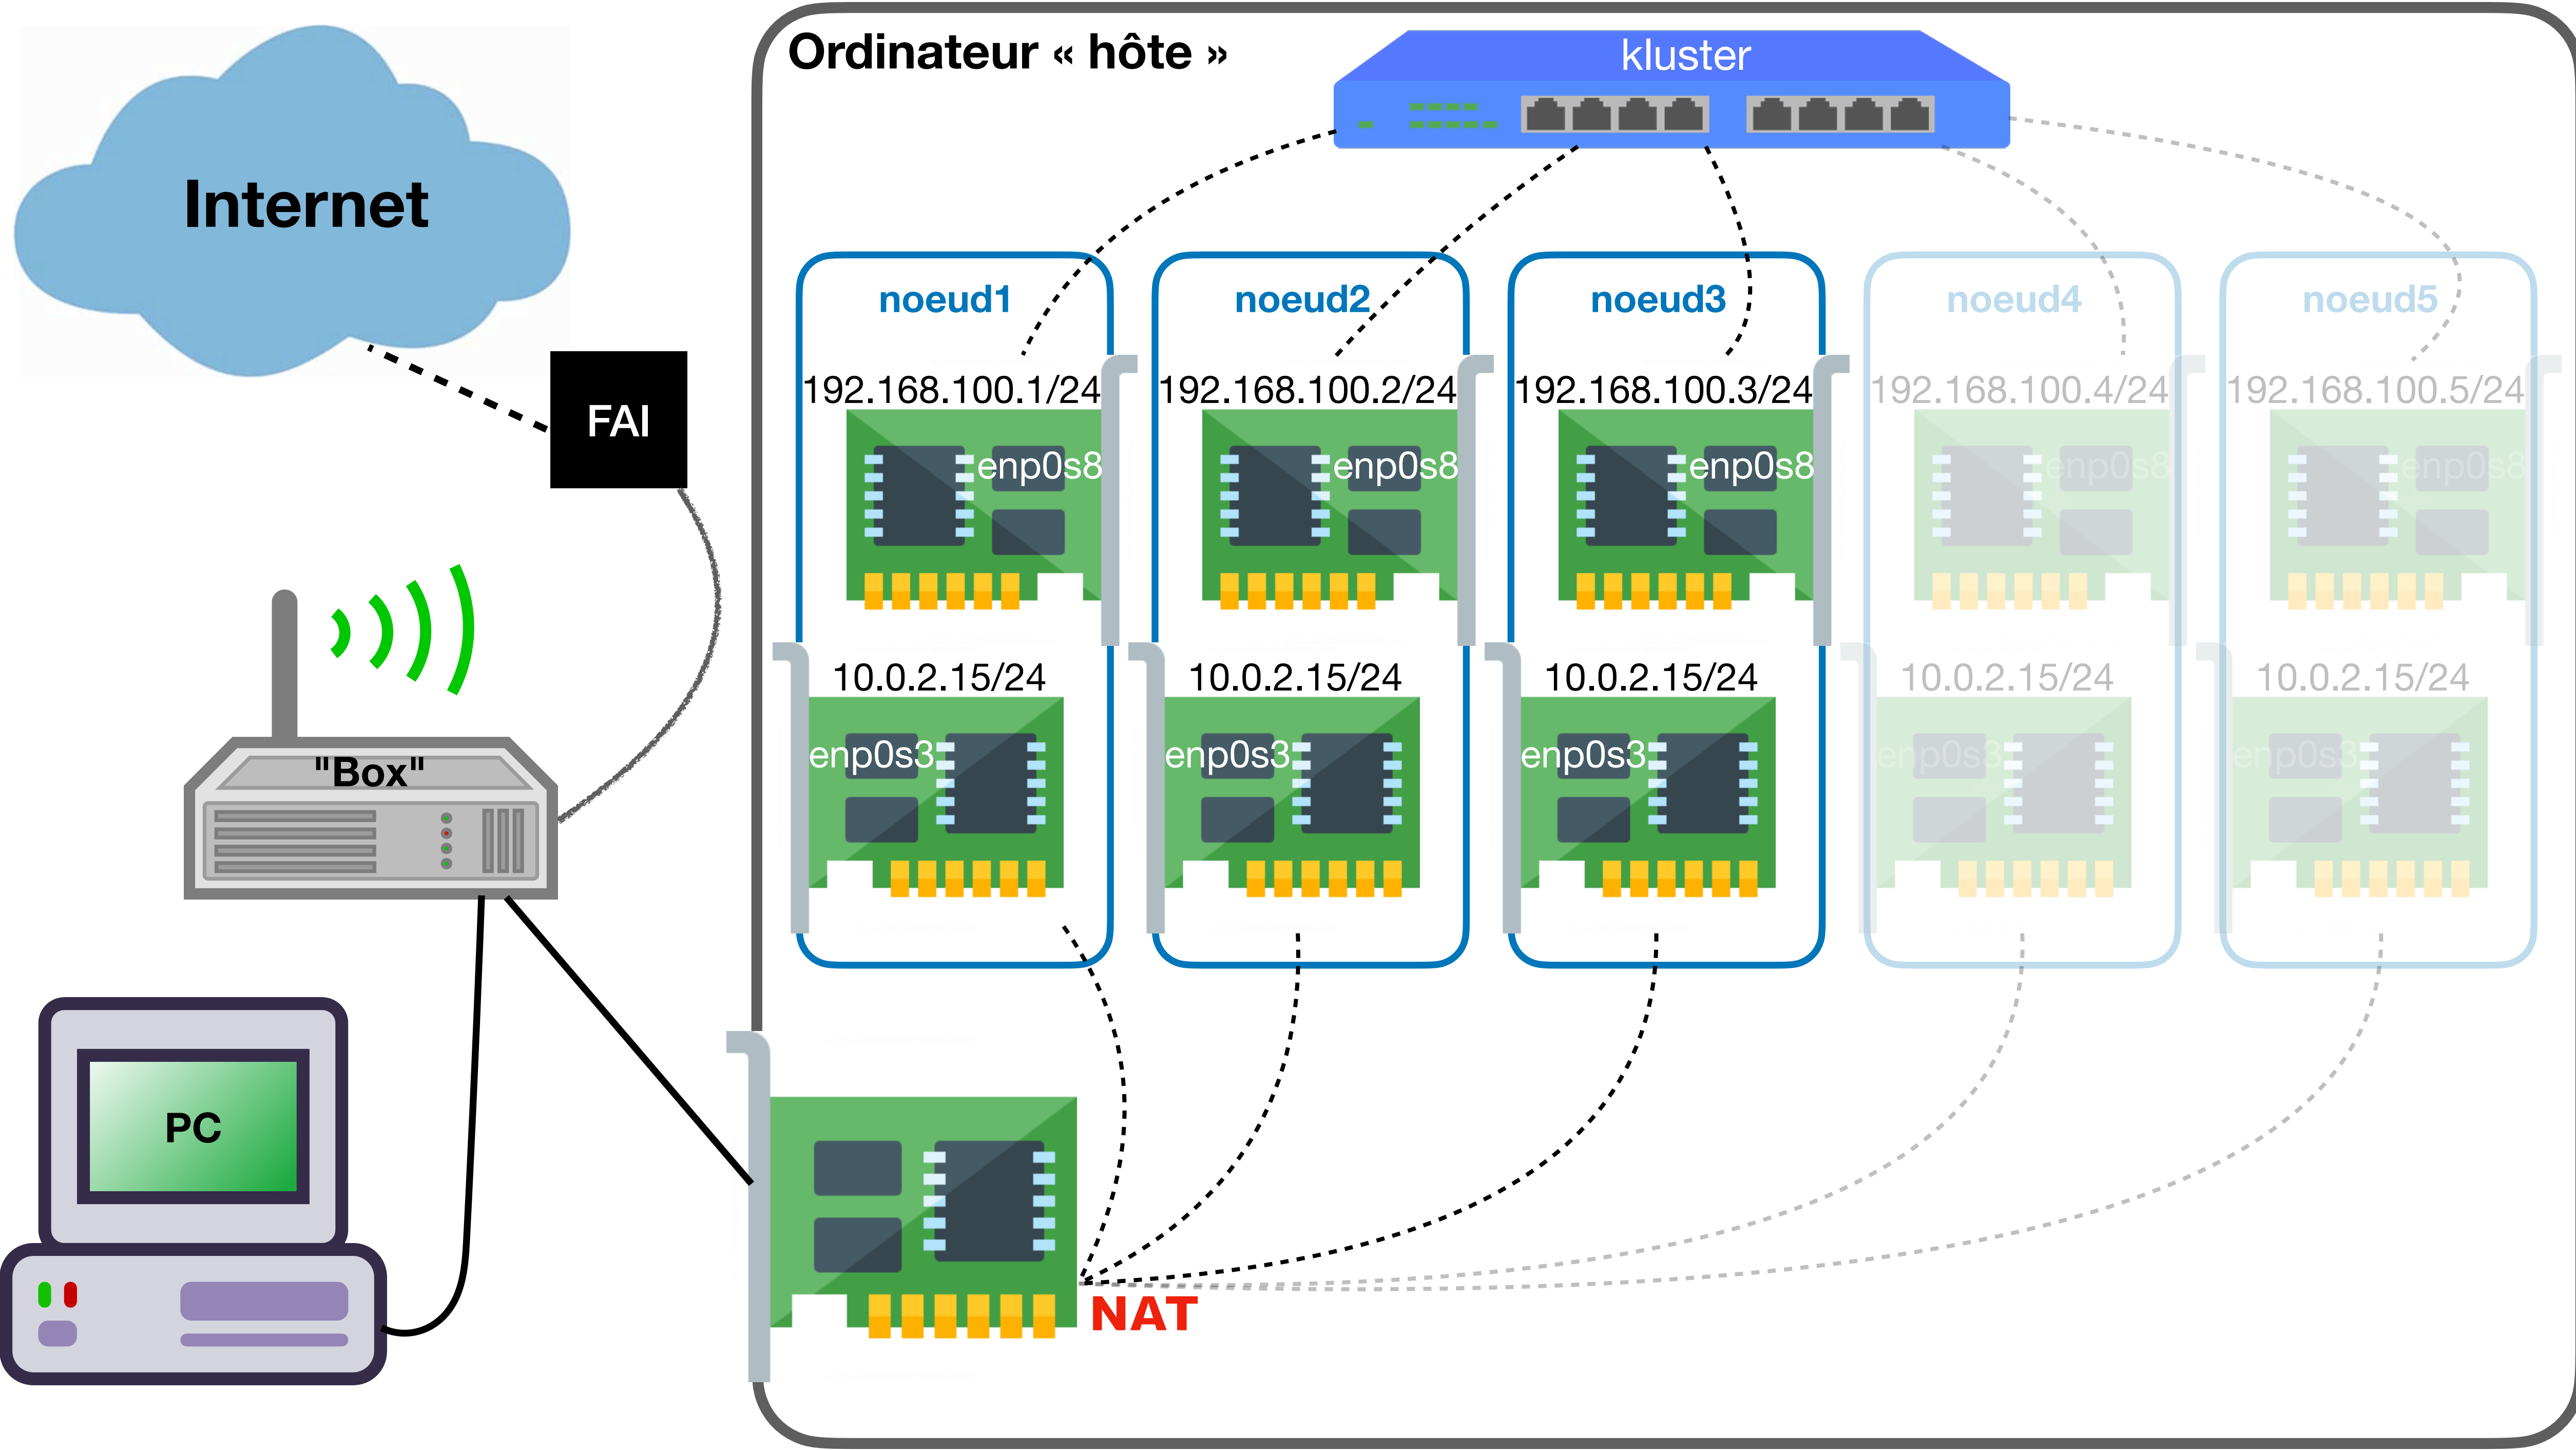 Ordinateur « hôte »
kluster
Internet
FAI
"Box"
PC
noeud1
192.168.100.1/24
enp0s8
10.0.2.15/24
enp0s3
noeud2
192.168.100.2/24
enp0s8
10.0.2.15/24
enp0s3
noeud3
192.168.100.3/24
enp0s8
10.0.2.15/24
enp0s3
noeud4
192.168.100.4/24
enp0s8
10.0.2.15/24
enp0s3
noeud5
192.168.100.5/24
enp0s8
10.0.2.15/24
enp0s3
NAT